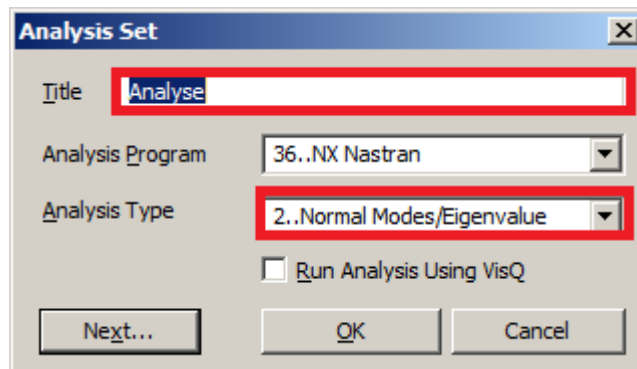 Analysis Set
Title Analyse
Analysis Program 36..NX Nastran
Analysis Type 2..Normal Modes/Eigenvalue
Run Analysis Using VisQ
Next... OK Cancel